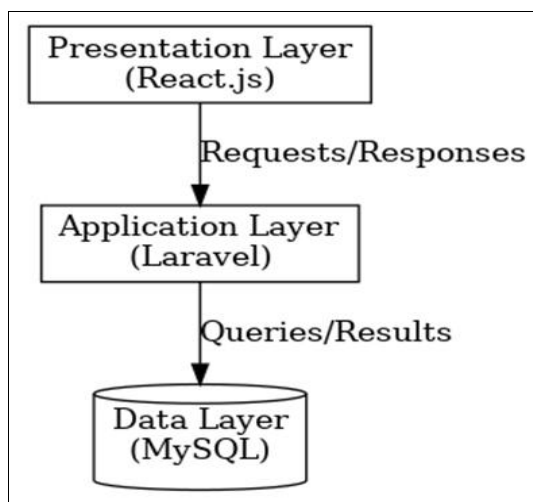 Presentation Layer
(React.js)
Requests/Responses
Application Layer
(Laravel)
Queries/Results
Data Layer
(MySQL)